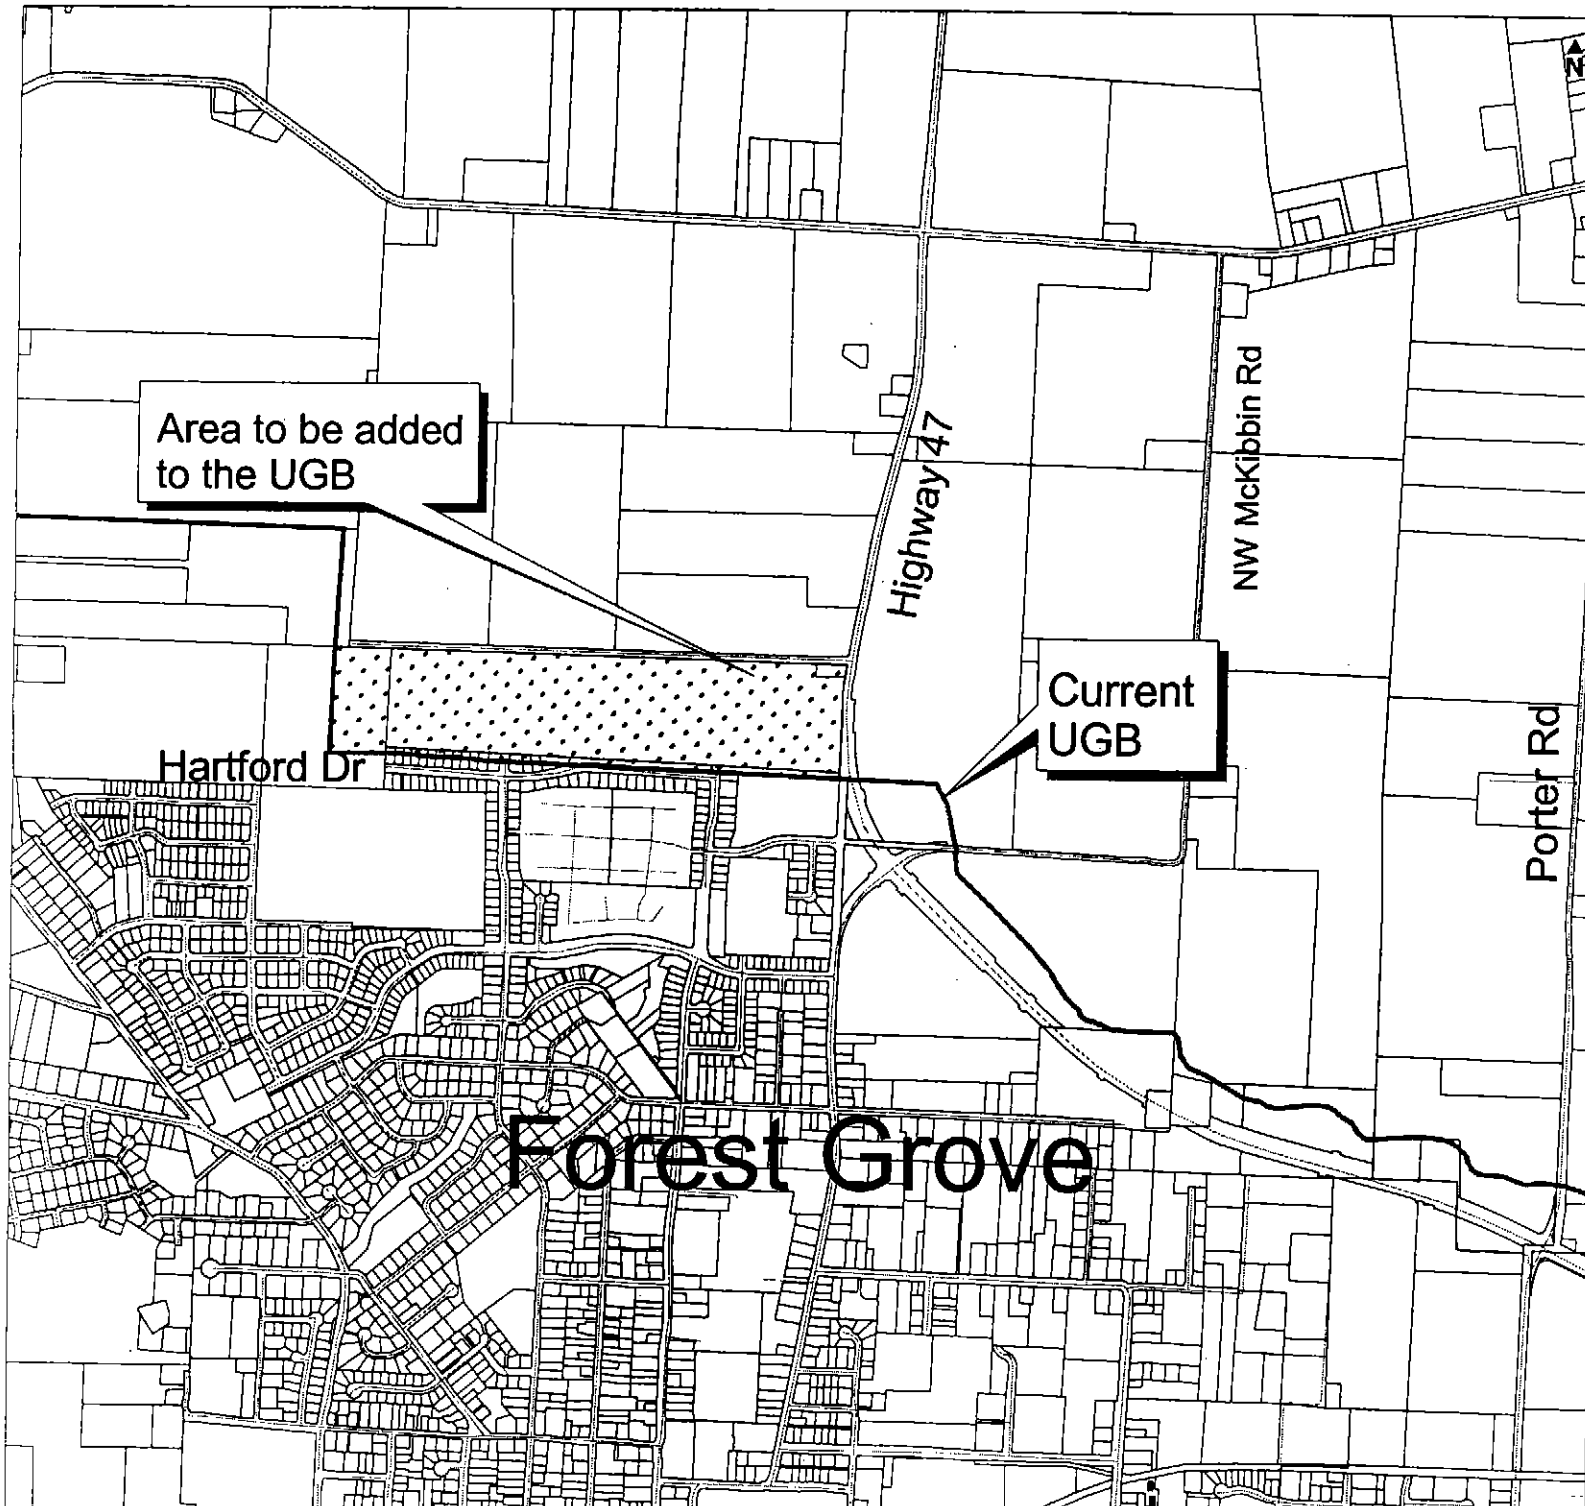 N
Area to be added
to the UGB
Highway 47
NW McKibbin Rd
Current
UGB
Hartford Dr
Porter Rd
Forest Grove